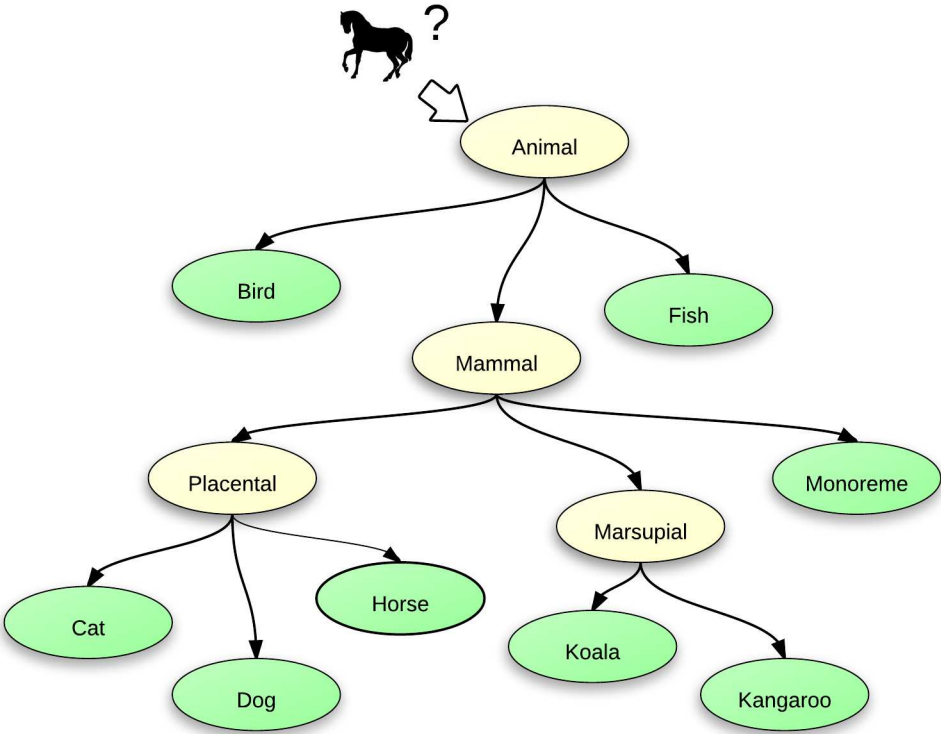 ?
Animal
Bird
Fish
Mammal
Placental
Monoreme
Marsupial
Horse
Cat
Koala
Dog
Kangaroo